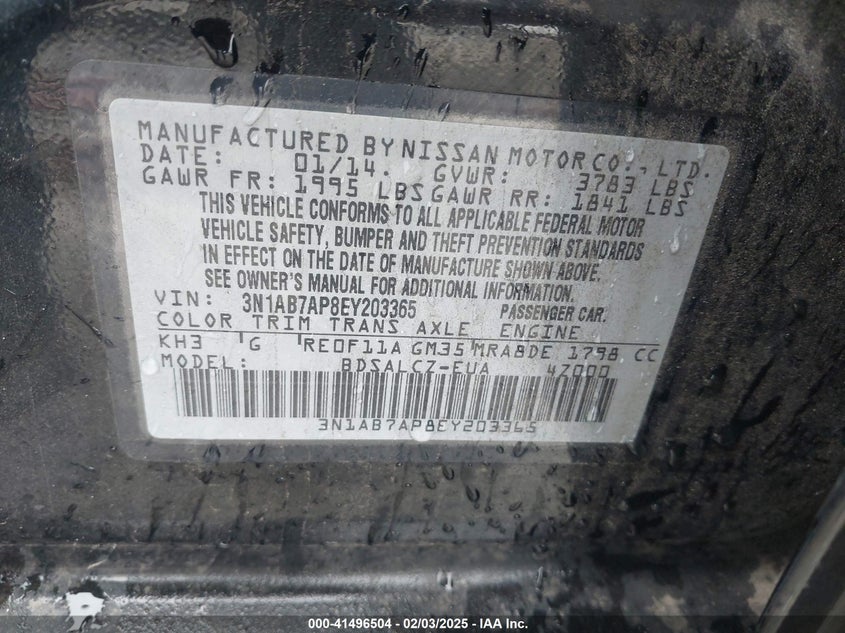 MANUFACTURED BY NISSAN MOTOR CO., LTD.
DATE: 01/14. GVWR: 3783 LBS
GAWR FR: 1995 LBS GAWR RR: 1841 LBS
THIS VEHICLE CONFORMS TO ALL APPLICABLE FEDERAL MOTOR
VEHICLE SAFETY, BUMPER AND THEFT PREVENTION STANDARDS
IN EFFECT ON THE DATE OF MANUFACTURE SHOWN ABOVE.
SEE OWNER'S MANUAL FOR ADDITIONAL INFORMATION.
VIN: 3N1AB7AP8EY203365 PASSENGER CAR.
COLOR TRIM TRANS AXLE ENGINE
KH3 G RE0F11A GM35 MRA8DE 1798 CC
MODEL: BDSALCZ-EUA 4Z000
3N1AB7AP8EY203365
000-41496504 - 02/03/2025 - IAA Inc.